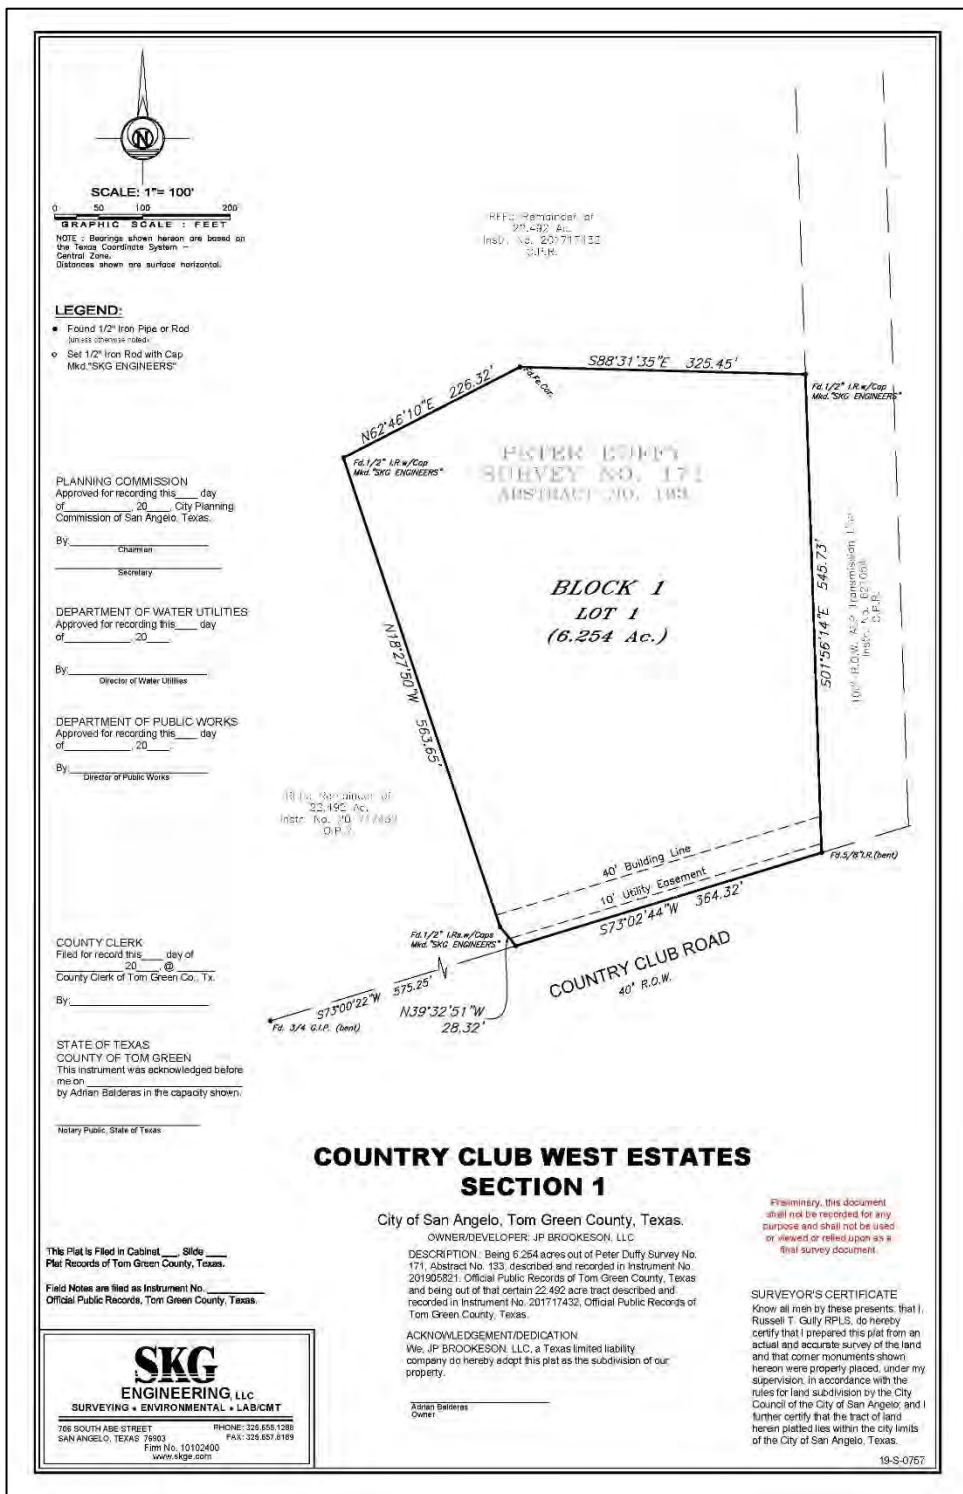 N
SCALE: 1"= 100'
0 50 100 200
GRAPHIC SCALE : FEET
NOTE : Bearings shown hereon are based on
the Texas Coordinate System –
Central Zone.
Distances shown are surface horizontal.
LEGEND:
Found 1/2" Iron Pipe or Rod
(unless otherwise noted)
Set 1/2" Iron Rod with Cap
Mkd."SKG ENGINEERS"
PLANNING COMMISSION
Approved for recording this____ day
of____________, 20____, City Planning
Commission of San Angelo, Texas.
By:
Chairman
Secretary
DEPARTMENT OF WATER UTILITIES
Approved for recording this____ day
of____________, 20____.
By:
Director of Water Utilities
DEPARTMENT OF PUBLIC WORKS
Approved for recording this____ day
of____________, 20____.
By:
Director of Public Works
COUNTY CLERK
Filed for record this____ day of
____________ 20____, @ _______
County Clerk of Tom Green Co., Tx.
By:
STATE OF TEXAS
COUNTY OF TOM GREEN
This instrument was acknowledged before
me on
by Adrian Balderas in the capacity shown.
Notary Public, State of Texas
This Plat is Filed in Cabinet ___, Slide ____
Plat Records of Tom Green County, Texas.
Field Notes are filed as Instrument No. __________
Official Public Records, Tom Green County, Texas.
Remainder of
22.492 Ac.
Instr. No. 201717432
O.P.R.
S88°31'35"E 325.45'
N62°46'10"E 226.32'
Fd.Fe.Cor.
Fd.1/2" I.R.w/Cap
Mkd."SKG ENGINEERS"
Fd.1/2" I.R.w/Cap
Mkd."SKG ENGINEERS"
PETER DUFFY
SURVEY NO. 171
ABSTRACT NO.
BLOCK 1
LOT 1
(6.254 Ac.)
S01°56'14"E 545.73'
100' R.O.W. Transmission
Instr. No.
O.P.R.
N18°27'50"W 563.65'
Remainder of
22.492 Ac.
Instr. No.
40' Building Line
10' Utility Easement
S73°02'44"W 364.32'
Fd.5/8"I.R.(bent)
Fd.1/2" I.Rs.w/Caps
Mkd."SKG ENGINEERS"
COUNTRY CLUB ROAD
40' R.O.W.
S73°00'22"W 575.25'
N39°32'51"W
28.32'
Fd. 3/4 G.I.P. (bent)
COUNTRY CLUB WEST ESTATES
SECTION 1
City of San Angelo, Tom Green County, Texas.
OWNER/DEVELOPER: JP BROOKESON, LLC
DESCRIPTION: Being 6.254 acres out of Peter Duffy Survey No.
171, Abstract No. 133, described and recorded in Instrument No.
201905821, Official Public Records of Tom Green County, Texas
and being out of that certain 22.492 acre tract described and
recorded in Instrument No. 201717432, Official Public Records of
Tom Green County, Texas.
ACKNOWLEDGEMENT/DEDICATION
We, JP BROOKESON, LLC, a Texas limited liability
company do hereby adopt this plat as the subdivision of our
property.
Adrian Balderas
Owner
Preliminary, this document
shall not be recorded for any
purpose and shall not be used
or viewed or relied upon as a
final survey document.
SURVEYOR'S CERTIFICATE
Know all men by these presents: that I,
Russell T. Gully RPLS, do hereby
certify that I prepared this plat from an
actual and accurate survey of the land
and that corner monuments shown
hereon were properly placed, under my
supervision, in accordance with the
rules for land subdivision by the City
Council of the City of San Angelo; and I
further certify that the tract of land
herein platted lies within the city limits
of the City of San Angelo, Texas.
19-S-0757
SKG
ENGINEERING, LLC
SURVEYING • ENVIRONMENTAL • LAB/CMT
706 SOUTH ABE STREET PHONE: 325.655.1288
SAN ANGELO, TEXAS 76903 FAX: 325.657.8189
Firm No. 10102400
www.skge.com